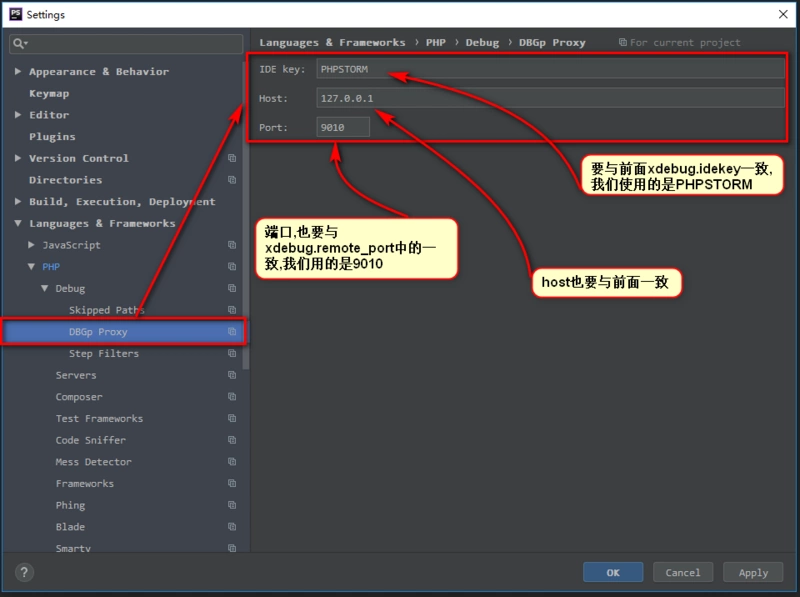 PS Settings
Languages & Frameworks › PHP › Debug › DBGp Proxy For current project
Appearance & Behavior
Keymap
Editor
Plugins
Version Control
Directories
Build, Execution, Deployment
Languages & Frameworks
JavaScript
PHP
Debug
Skipped Paths
DBGp Proxy
Step Filters
Servers
Composer
Test Frameworks
Code Sniffer
Mess Detector
Frameworks
Phing
Blade
Smarty
IDE key: PHPSTORM
Host: 127.0.0.1
Port: 9010
要与前面xdebug.idekey一致,
我们使用的是PHPSTORM
端口,也要与
xdebug.remote_port中的一
致,我们用的是9010
host也要与前面一致
?
OK Cancel Apply